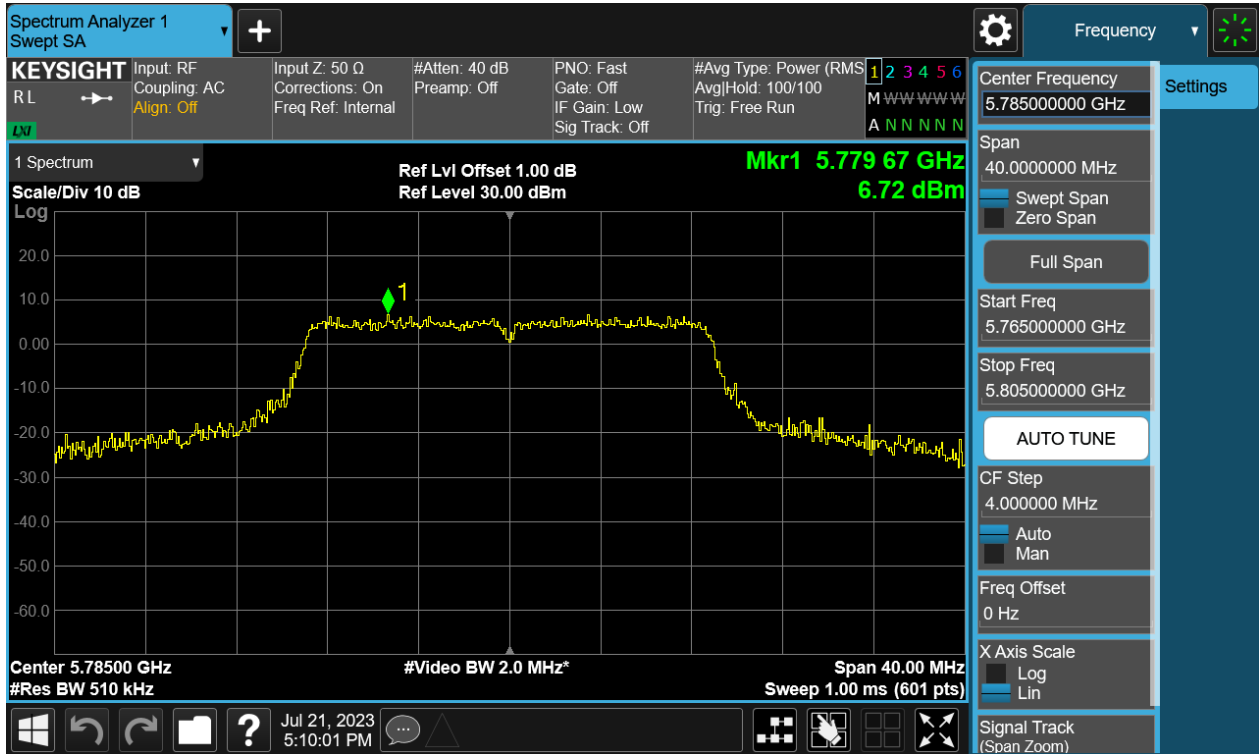 Spectrum Analyzer 1
Swept SA
Frequency
KEYSIGHT
R L
LXI
Input: RF
Coupling: AC
Align: Off
Input Z: 50 Ω
Corrections: On
Freq Ref: Internal
#Atten: 40 dB
Preamp: Off
PNO: Fast
Gate: Off
IF Gain: Low
Sig Track: Off
#Avg Type: Power (RMS
Avg|Hold: 100/100
Trig: Free Run
1 2 3 4 5 6
M W W W W W
A N N N N N
Center Frequency
5.785000000 GHz
Settings
Span
40.0000000 MHz
Swept Span
Zero Span
Full Span
Start Freq
5.765000000 GHz
Stop Freq
5.805000000 GHz
AUTO TUNE
CF Step
4.000000 MHz
Auto
Man
Freq Offset
0 Hz
X Axis Scale
Log
Lin
Signal Track
(Span Zoom)
1 Spectrum
Scale/Div 10 dB
Ref Lvl Offset 1.00 dB
Ref Level 30.00 dBm
Mkr1 5.779 67 GHz
6.72 dBm
Log
20.0
10.0
0.00
-10.0
-20.0
-30.0
-40.0
-50.0
-60.0
1
Center 5.78500 GHz
#Video BW 2.0 MHz*
Span 40.00 MHz
#Res BW 510 kHz
Sweep 1.00 ms (601 pts)
Jul 21, 2023
5:10:01 PM